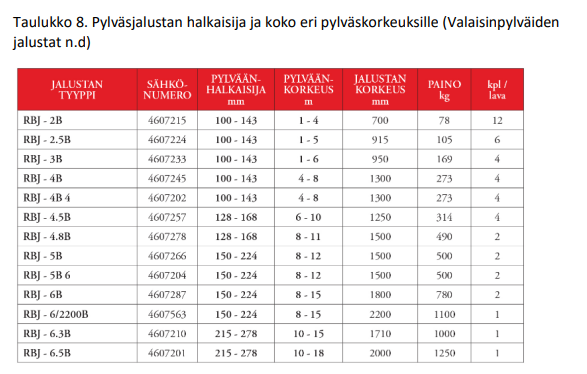 Taulukko 8. Pylväsjalustan halkaisija ja koko eri pylväskorkeuksille (Valaisinpylväiden
jalustat n.d)
JALUSTAN TYYPPI SÄHKÖ-NUMERO PYLVÄÄN-HALKAISIJA mm PYLVÄÄN-KORKEUS m JALUSTAN KORKEUS mm PAINO kg kpl / lava
RBJ - 2B 4607215 100 - 143 1 - 4 700 78 12
RBJ - 2.5B 4607224 100 - 143 1 - 5 915 105 6
RBJ - 3B 4607233 100 - 143 1 - 6 950 169 4
RBJ - 4B 4607245 100 - 143 4 - 8 1300 273 4
RBJ - 4B 4 4607202 100 - 143 4 - 8 1300 273 4
RBJ - 4.5B 4607257 128 - 168 6 - 10 1250 314 4
RBJ - 4.8B 4607278 128 - 168 8 - 11 1500 490 2
RBJ - 5B 4607266 150 - 224 8 - 12 1500 500 2
RBJ - 5B 6 4607204 150 - 224 8 - 12 1500 500 2
RBJ - 6B 4607287 150 - 224 8 - 15 1800 780 2
RBJ - 6/2200B 4607563 150 - 224 8 - 15 2200 1100 1
RBJ - 6.3B 4607210 215 - 278 10 - 15 1710 1000 1
RBJ - 6.5B 4607201 215 - 278 10 - 18 2000 1250 1